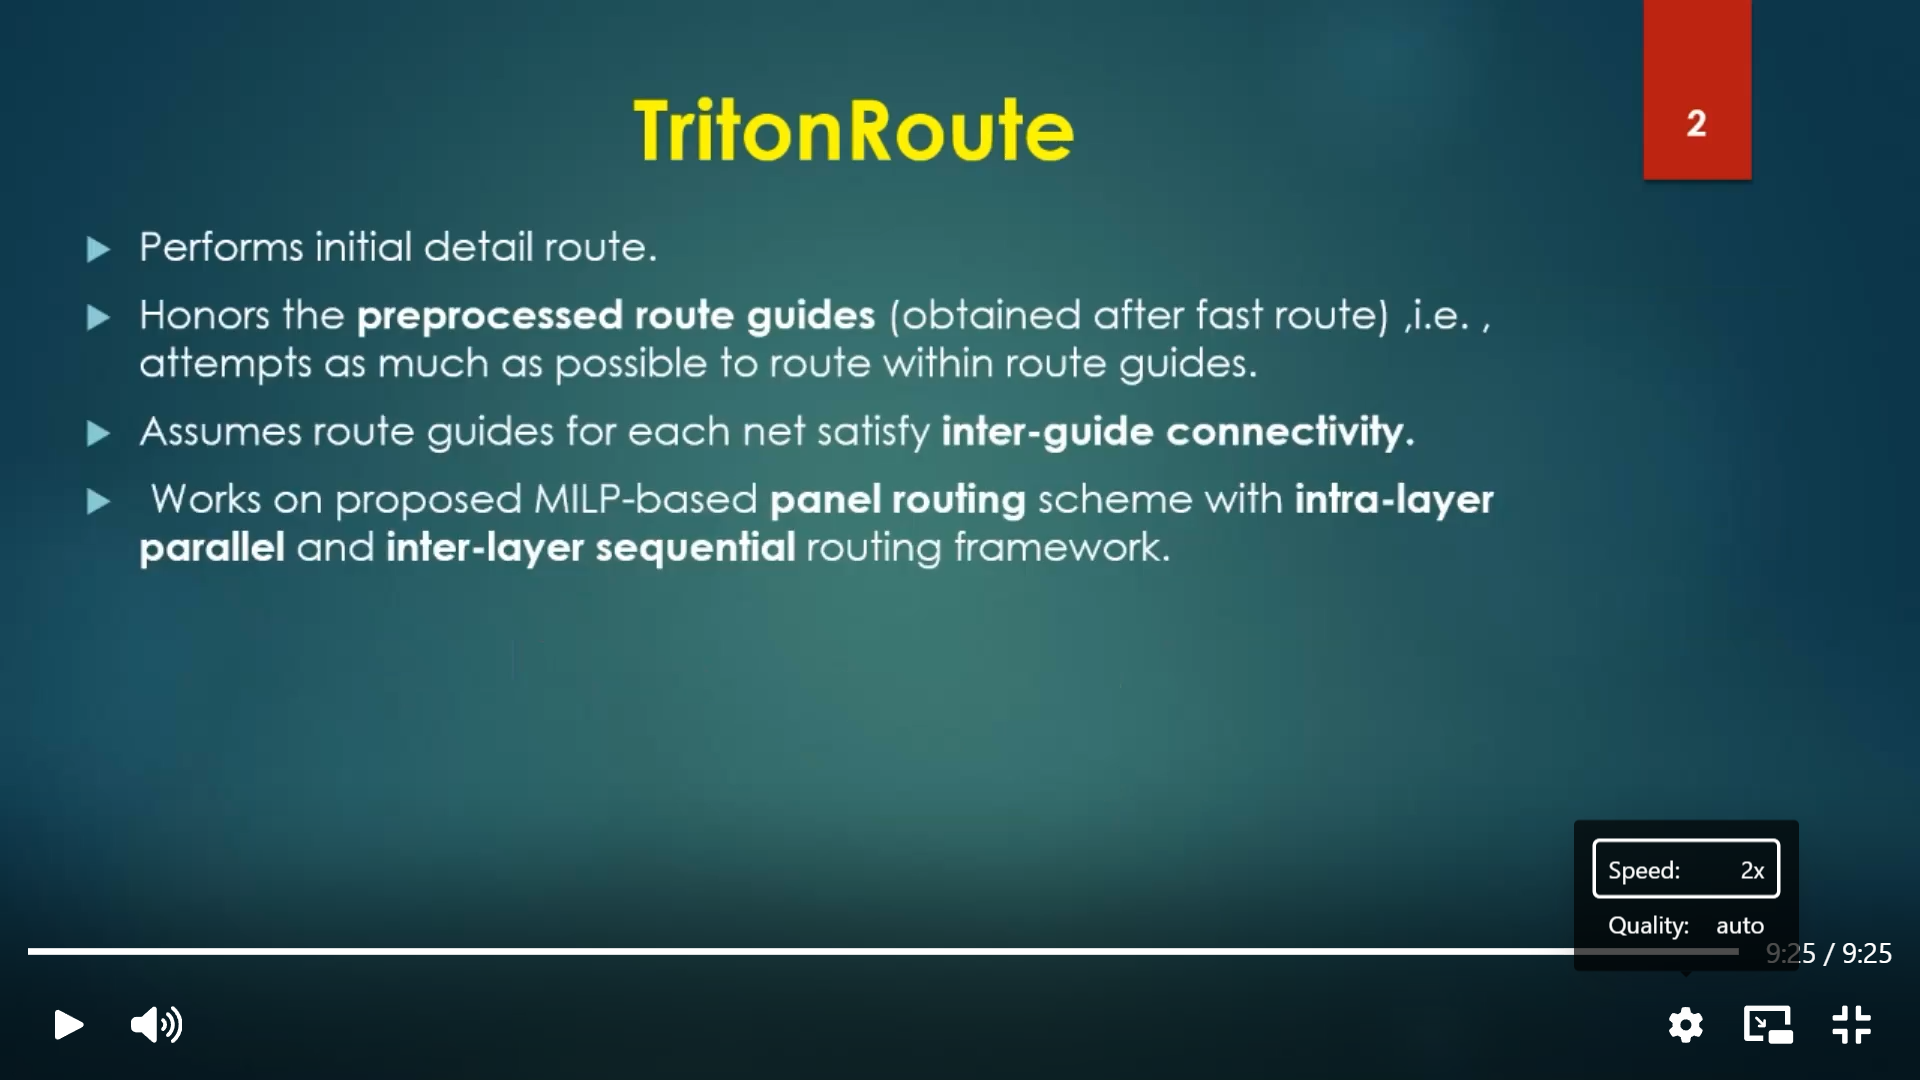 TritonRoute
2
Performs initial detail route.
Honors the preprocessed route guides (obtained after fast route) ,i.e. ,
attempts as much as possible to route within route guides.
Assumes route guides for each net satisfy inter-guide connectivity.
Works on proposed MILP-based panel routing scheme with intra-layer
parallel and inter-layer sequential routing framework.
Speed: 2x
Quality: auto
9:25 / 9:25